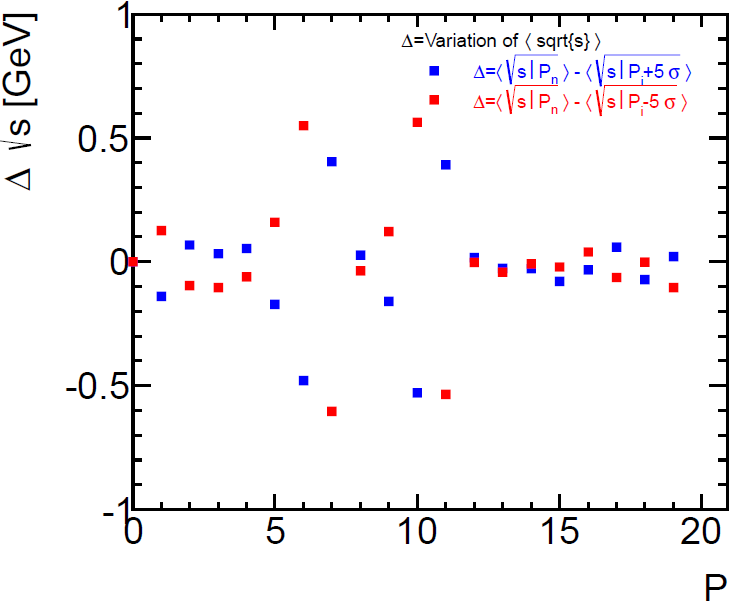 1
Δ=Variation of ⟨ sqrt{s} ⟩
Δ=⟨√s | Pₙ ⟩ - ⟨√s | Pᵢ+5 σ ⟩
Δ=⟨√s | Pₙ ⟩ - ⟨√s | Pᵢ-5 σ ⟩
Δ √s [GeV]
0.5
0
-0.5
-1
0 5 10 15 20
P